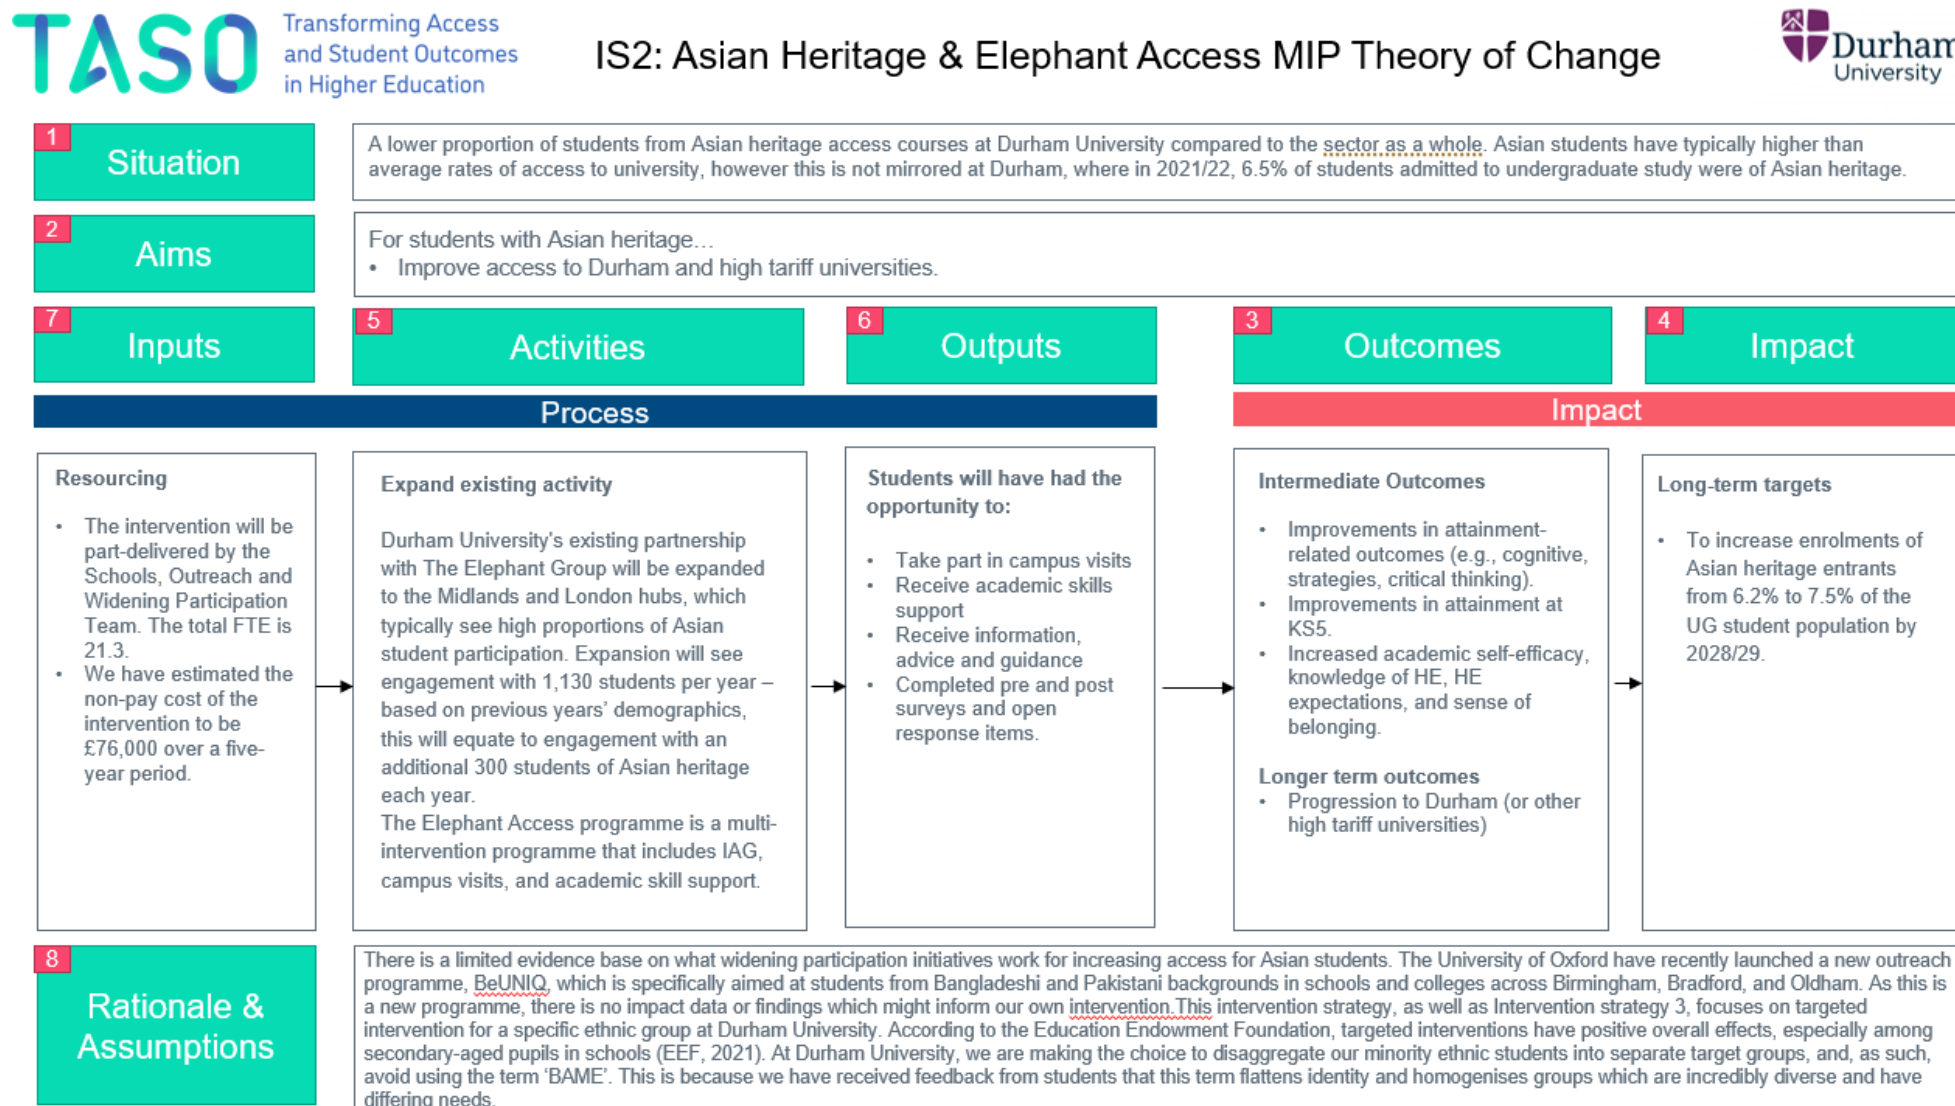 TASO
Transforming Access
and Student Outcomes
in Higher Education
IS2: Asian Heritage & Elephant Access MIP Theory of Change
Durham
University
1
Situation
A lower proportion of students from Asian heritage access courses at Durham University compared to the sector as a whole. Asian students have typically higher than
average rates of access to university, however this is not mirrored at Durham, where in 2021/22, 6.5% of students admitted to undergraduate study were of Asian heritage.
2
Aims
For students with Asian heritage…
• Improve access to Durham and high tariff universities.
7
Inputs
5
Activities
6
Outputs
3
Outcomes
4
Impact
Process
Impact
Resourcing
• The intervention will be
part-delivered by the
Schools, Outreach and
Widening Participation
Team. The total FTE is
21.3.
• We have estimated the
non-pay cost of the
intervention to be
£76,000 over a five-
year period.
Expand existing activity
Durham University's existing partnership
with The Elephant Group will be expanded
to the Midlands and London hubs, which
typically see high proportions of Asian
student participation. Expansion will see
engagement with 1,130 students per year –
based on previous years’ demographics,
this will equate to engagement with an
additional 300 students of Asian heritage
each year.
The Elephant Access programme is a multi-
intervention programme that includes IAG,
campus visits, and academic skill support.
Students will have had the
opportunity to:
• Take part in campus visits
• Receive academic skills
support
• Receive information,
advice and guidance
• Completed pre and post
surveys and open
response items.
Intermediate Outcomes
• Improvements in attainment-
related outcomes (e.g., cognitive,
strategies, critical thinking).
• Improvements in attainment at
KS5.
• Increased academic self-efficacy,
knowledge of HE, HE
expectations, and sense of
belonging.
Longer term outcomes
• Progression to Durham (or other
high tariff universities)
Long-term targets
• To increase enrolments of
Asian heritage entrants
from 6.2% to 7.5% of the
UG student population by
2028/29.
8
Rationale &
Assumptions
There is a limited evidence base on what widening participation initiatives work for increasing access for Asian students. The University of Oxford have recently launched a new outreach
programme, BeUNIQ, which is specifically aimed at students from Bangladeshi and Pakistani backgrounds in schools and colleges across Birmingham, Bradford, and Oldham. As this is
a new programme, there is no impact data or findings which might inform our own intervention.This intervention strategy, as well as Intervention strategy 3, focuses on targeted
intervention for a specific ethnic group at Durham University. According to the Education Endowment Foundation, targeted interventions have positive overall effects, especially among
secondary-aged pupils in schools (EEF, 2021). At Durham University, we are making the choice to disaggregate our minority ethnic students into separate target groups, and, as such,
avoid using the term ‘BAME’. This is because we have received feedback from students that this term flattens identity and homogenises groups which are incredibly diverse and have
differing needs.